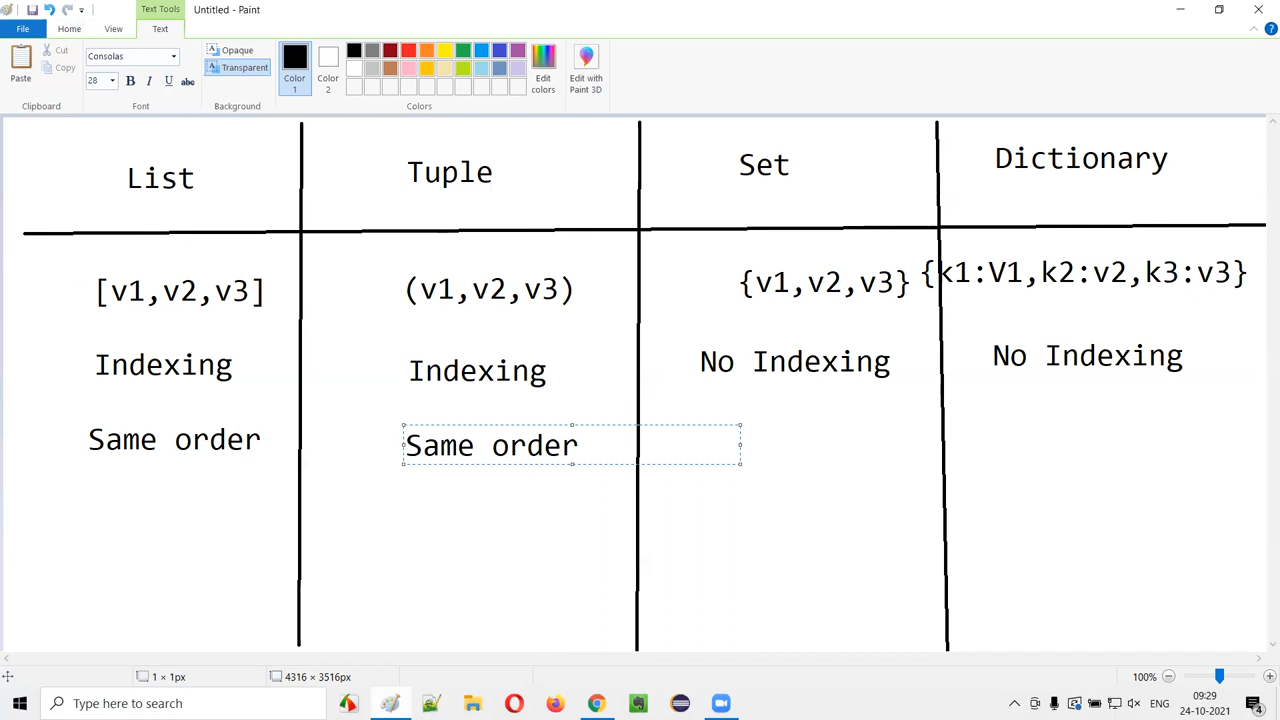 Text Tools
Untitled - Paint
File
Home
View
Text
Paste
Cut
Copy
Clipboard
Consolas
28
B I U abc
Font
Opaque
Transparent
Background
Color 1
Color 2
Edit colors
Edit with Paint 3D
Colors
List Tuple Set Dictionary
[v1,v2,v3] (v1,v2,v3) {v1,v2,v3} {k1:V1,k2:v2,k3:v3}
Indexing Indexing No Indexing No Indexing
Same order Same order
1 × 1px
4316 × 3516px
100%
Type here to search
ENG
09:29
24-10-2021
4